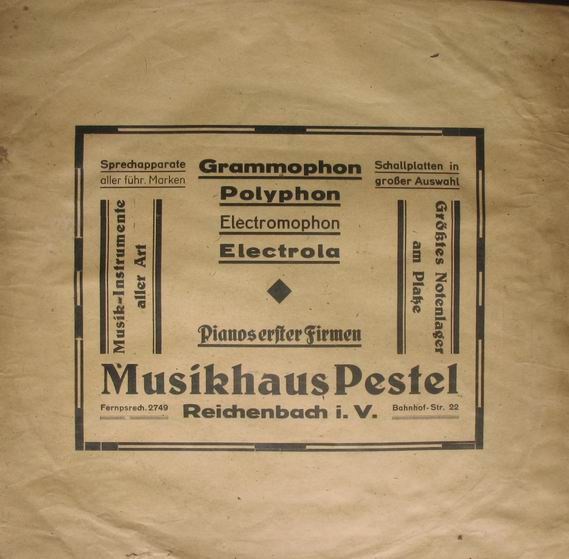 Sprechapparate
aller führ. Marken
Grammophon
Polyphon
Electromophon
Electrola
Schallplatten in
großer Auswahl
Musik-Instrumente
aller Art
Größtes Notenlager
am Platze
Pianos erster Firmen
Musikhaus Pestel
Fernpsrech. 2749
Reichenbach i. V.
Bahnhof-Str. 22